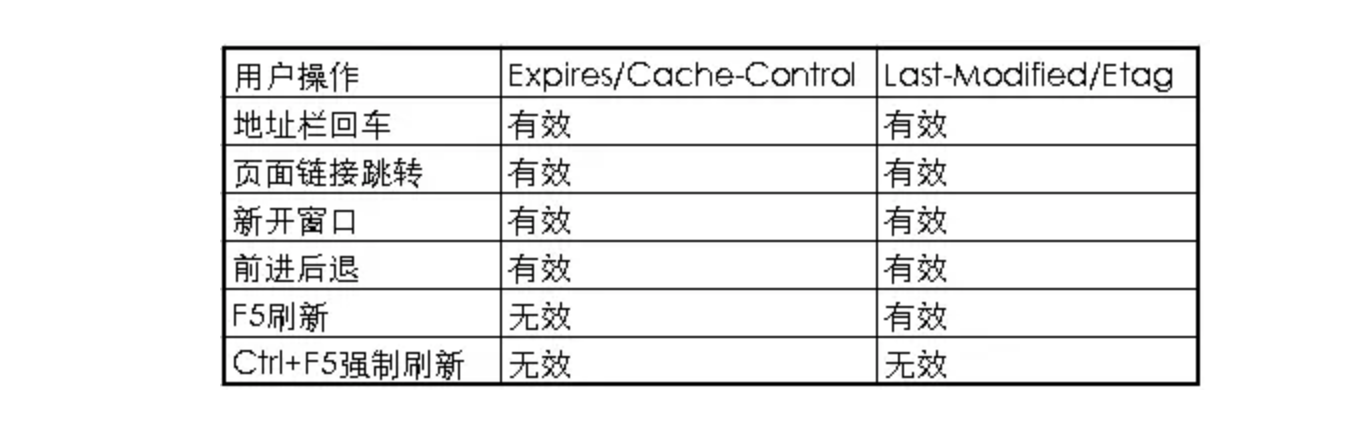 用户操作 Expires/Cache-Control Last-Modified/Etag
地址栏回车 有效 有效
页面链接跳转 有效 有效
新开窗口 有效 有效
前进后退 有效 有效
F5刷新 无效 有效
Ctrl+F5强制刷新 无效 无效